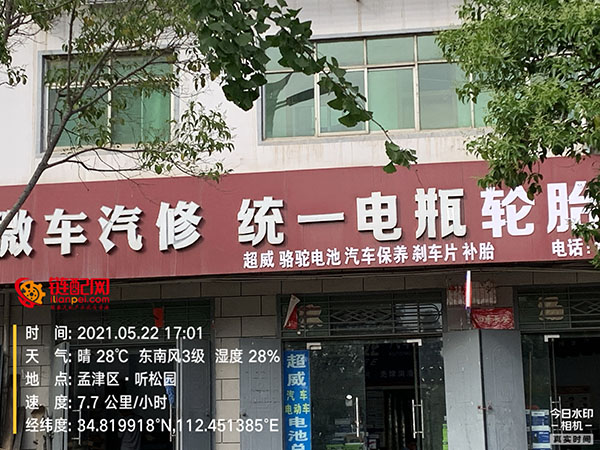 微车汽修 统一电瓶 轮胎
超威 骆驼电池 汽车保养 刹车片 补胎 电话:
链配网
lianpei.com
时 间: 2021.05.22 17:01
天 气: 晴 28℃ 东南风3级 湿度 28%
地 点: 孟津区·听松园
速 度: 7.7 公里/小时
经纬度: 34.819918°N,112.451385°E
超威
汽车
电动车
电池总
今日水印
-相机-
真实时间